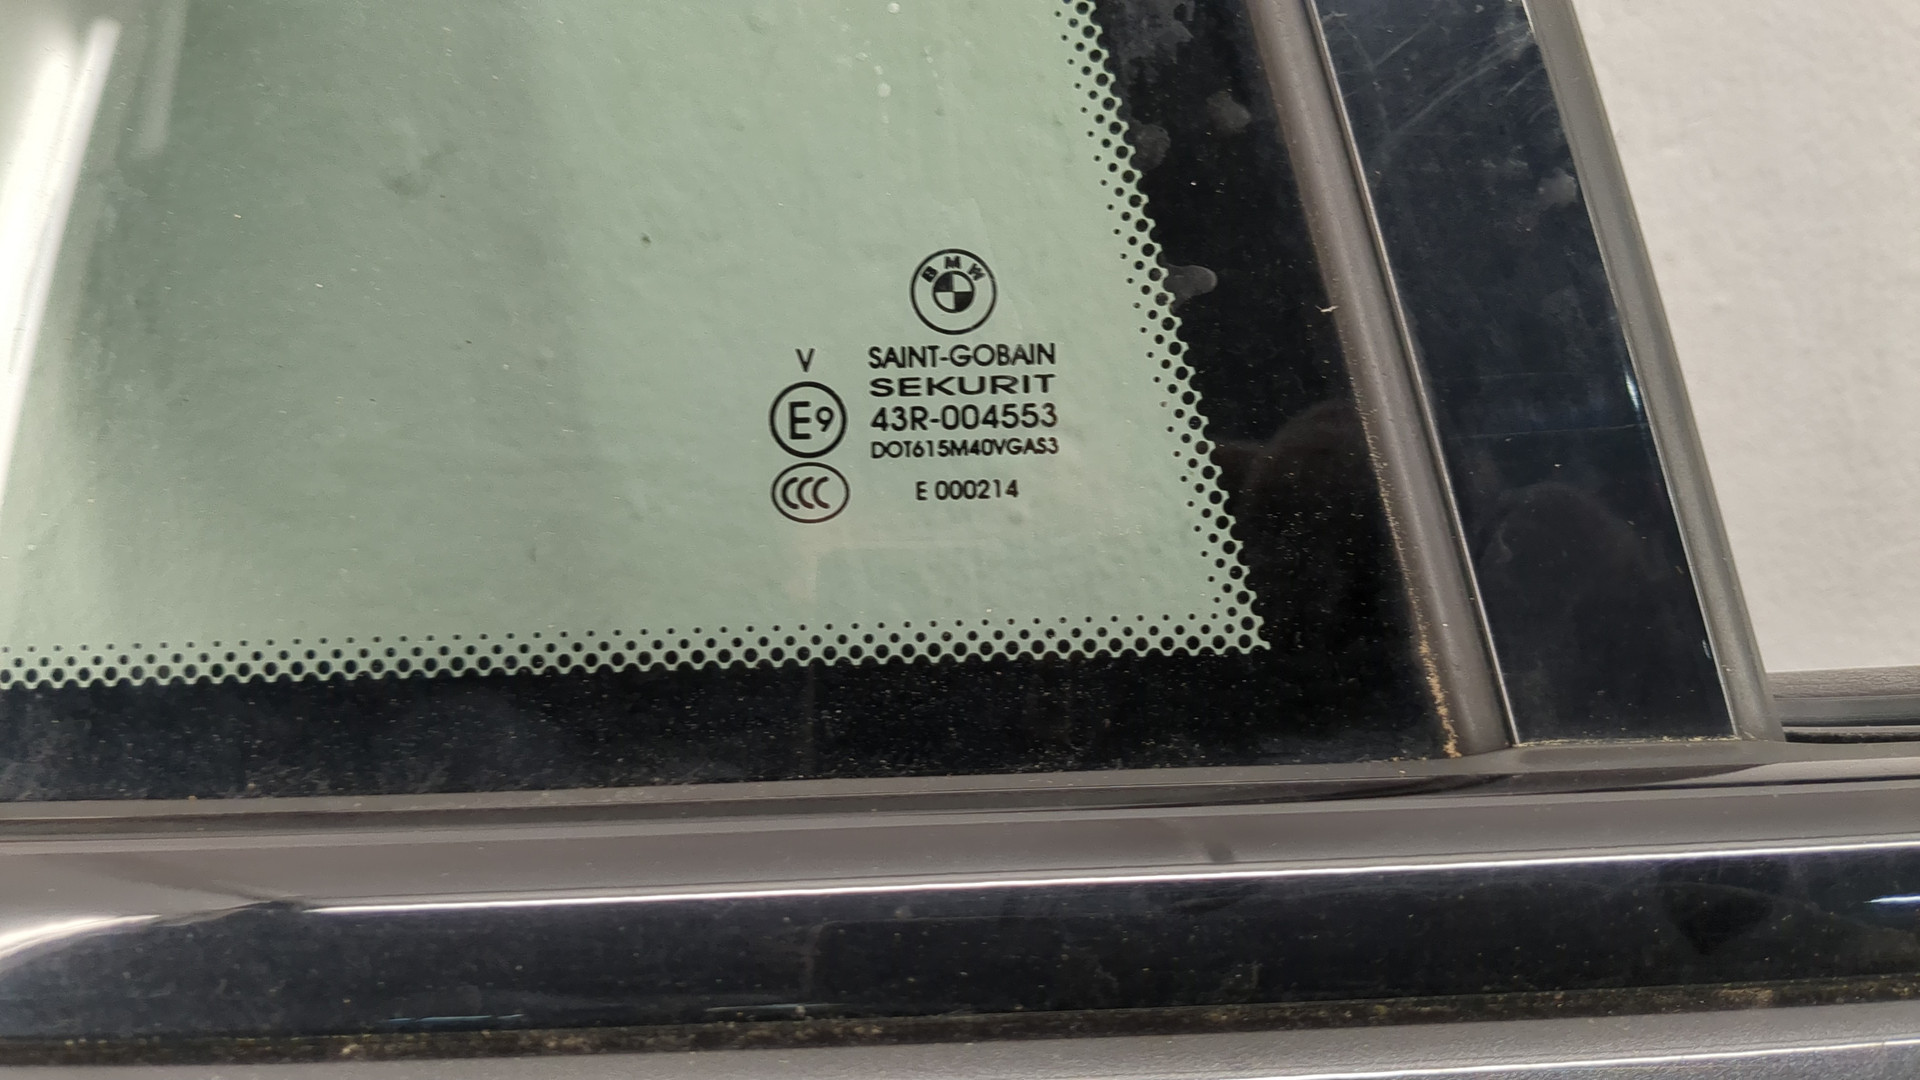 BMW
V
SAINT-GOBAIN
SEKURIT
E9
43R-004553
DOT615M40VGAS3
CCC
E 000214